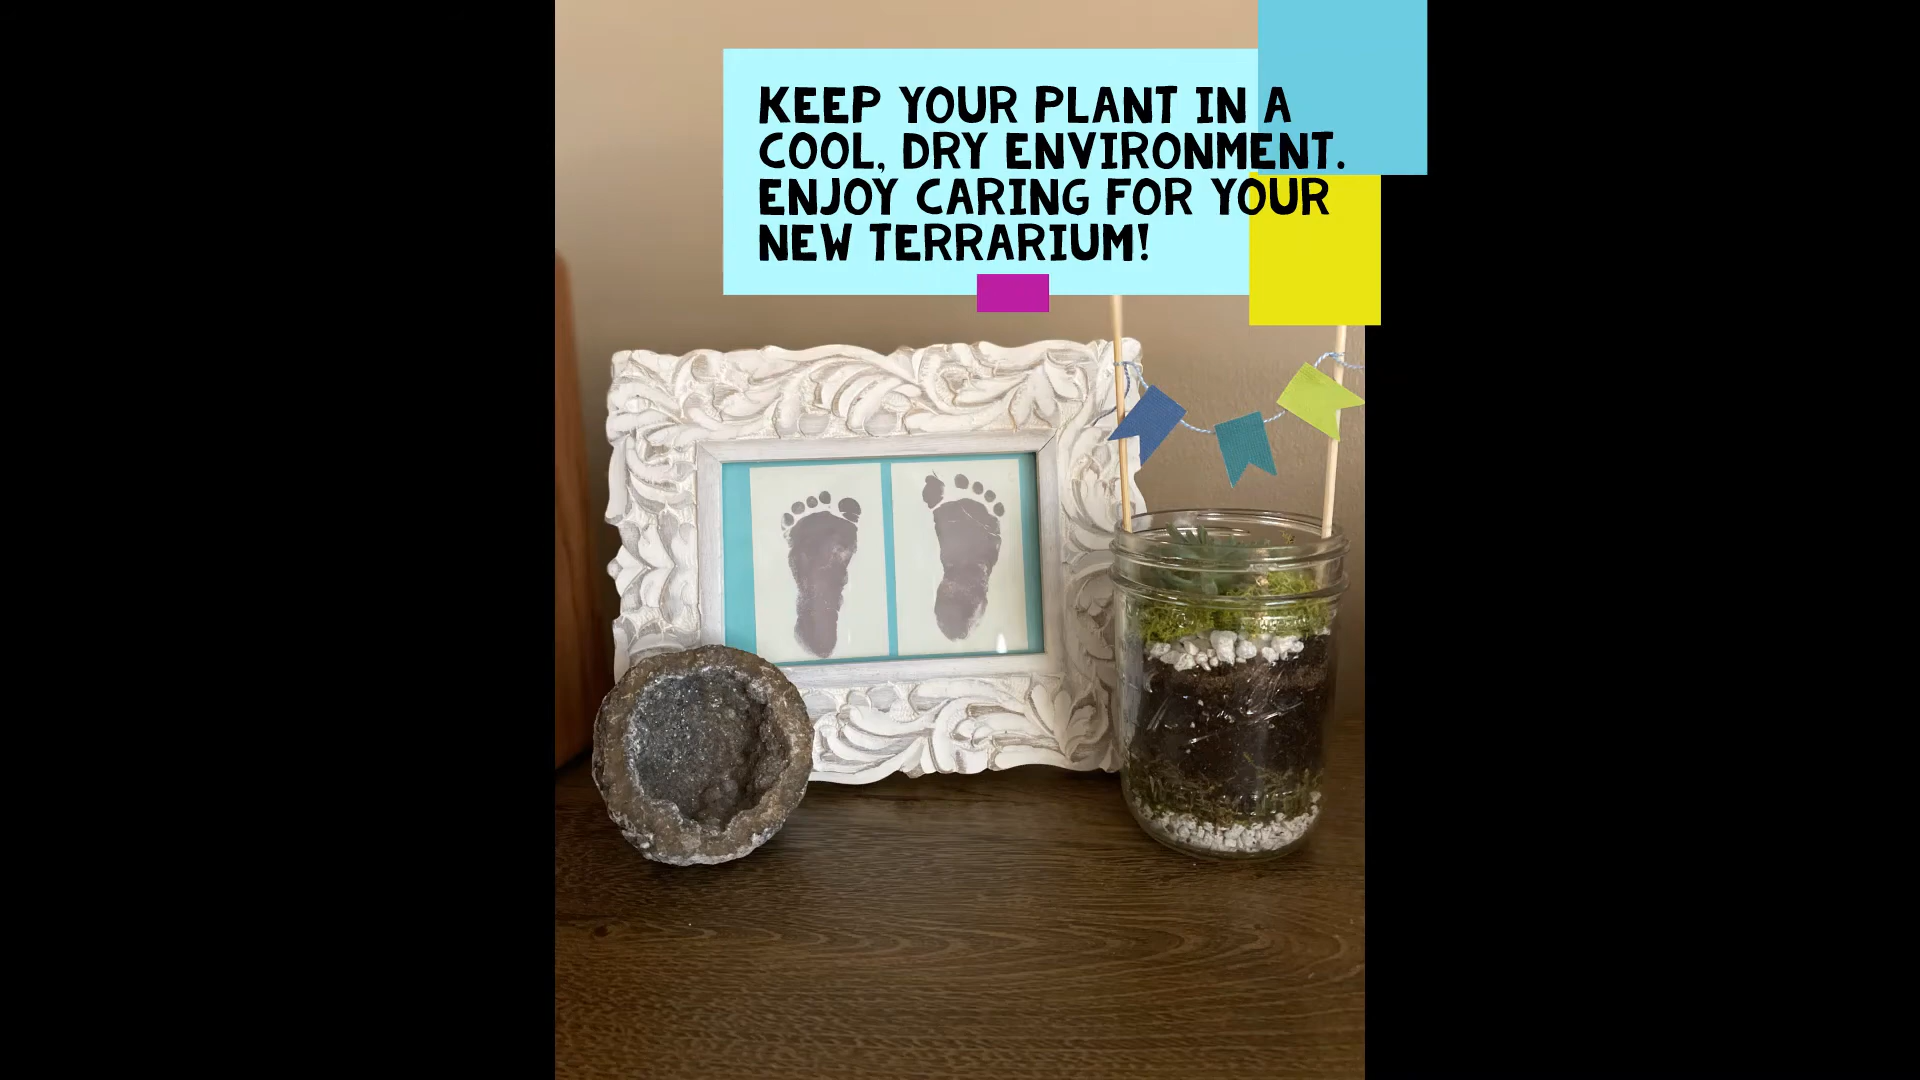 KEEP YOUR PLANT IN A
COOL, DRY ENVIRONMENT.
ENJOY CARING FOR YOUR
NEW TERRARIUM!